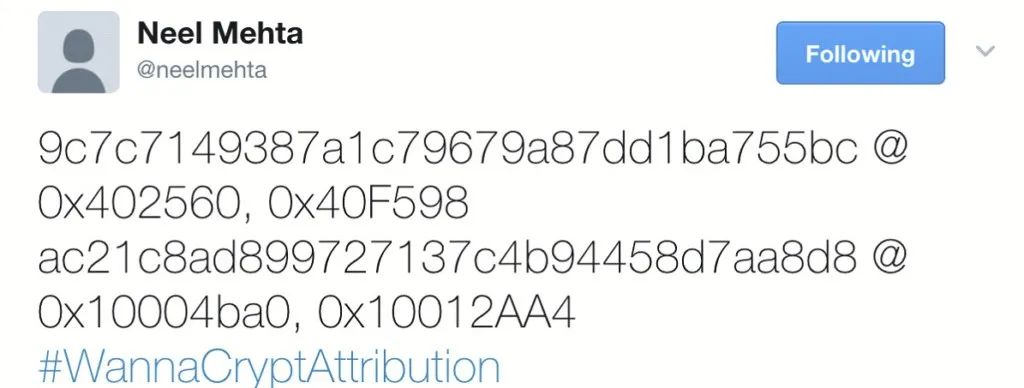 Neel Mehta
@neelmehta
Following
9c7c7149387a1c79679a87dd1ba755bc @
0x402560, 0x40F598
ac21c8ad899727137c4b94458d7aa8d8 @
0x10004ba0, 0x10012AA4
#WannaCryptAttribution